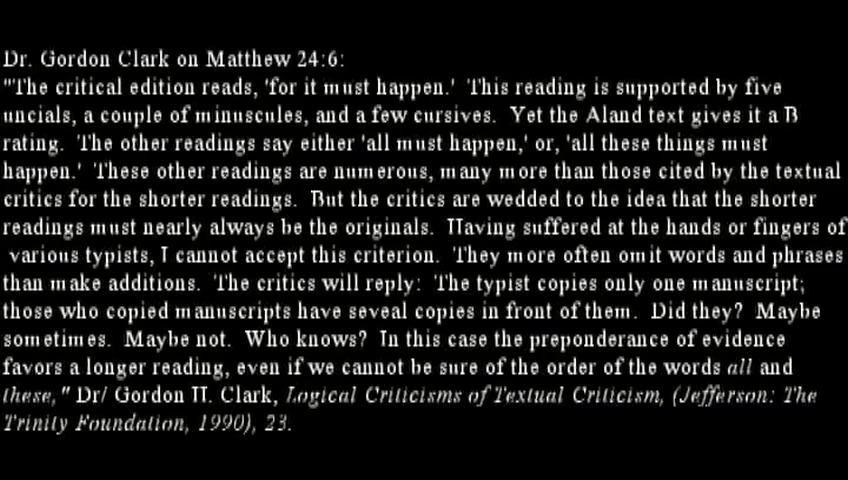 Dr. Gordon Clark on Matthew 24:6:
"The critical edition reads, 'for it must happen.'  This reading is supported by five
uncials, a couple of minuscules, and a few cursives.  Yet the Aland text gives it a B
rating.  The other readings say either 'all must happen,' or, 'all these things must
happen.'  These other readings are numerous, many more than those cited by the textual
critics for the shorter readings.  But the critics are wedded to the idea that the shorter
readings must nearly always be the originals.  Having suffered at the hands or fingers of
various typists, I cannot accept this criterion.  They more often omit words and phrases
than make additions.  The critics will reply:  The typist copies only one manuscript;
those who copied manuscripts have seveal copies in front of them.  Did they?  Maybe
sometimes.  Maybe not.  Who knows?  In this case the preponderance of evidence
favors a longer reading, even if we cannot be sure of the order of the words all and
these," Dr/ Gordon H. Clark, Logical Criticisms of Textual Criticism, (Jefferson: The
Trinity Foundation, 1990), 23.